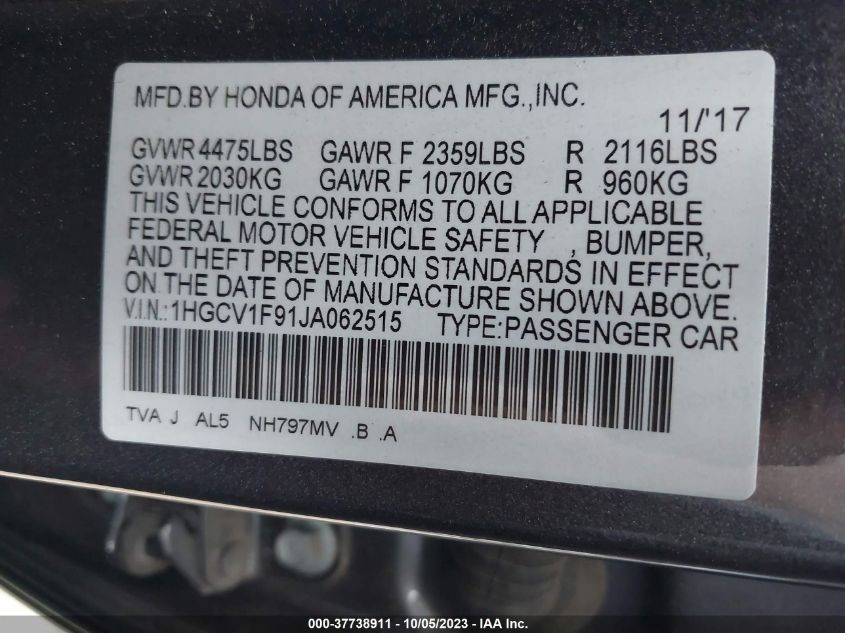 MFD.BY HONDA OF AMERICA MFG.,INC.
11/'17
GVWR 4475LBS GAWR F 2359LBS R 2116LBS
GVWR 2030KG GAWR F 1070KG R 960KG
THIS VEHICLE CONFORMS TO ALL APPLICABLE
FEDERAL MOTOR VEHICLE SAFETY , BUMPER,
AND THEFT PREVENTION STANDARDS IN EFFECT
ON THE DATE OF MANUFACTURE SHOWN ABOVE.
V.I.N.:1HGCV1F91JA062515 TYPE:PASSENGER CAR
TVA J AL5 NH797MV .B .A
000-37738911 - 10/05/2023 - IAA Inc.